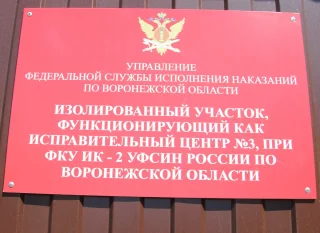 УПРАВЛЕНИЕ
ФЕДЕРАЛЬНОЙ СЛУЖБЫ ИСПОЛНЕНИЯ НАКАЗАНИЙ
ПО ВОРОНЕЖСКОЙ ОБЛАСТИ
ИЗОЛИРОВАННЫЙ УЧАСТОК,
ФУНКЦИОНИРУЮЩИЙ КАК
ИСПРАВИТЕЛЬНЫЙ ЦЕНТР №3, ПРИ
ФКУ ИК - 2 УФСИН РОССИИ ПО
ВОРОНЕЖСКОЙ ОБЛАСТИ